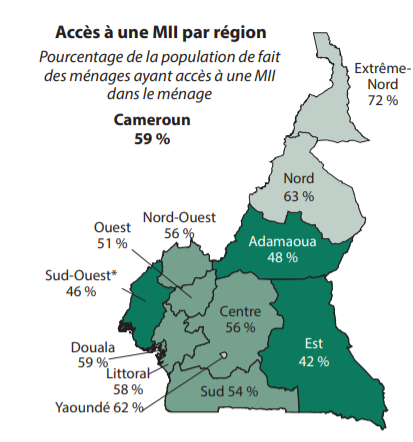 Accès à une MII par région
Pourcentage de la population de fait
des ménages ayant accès à une MII
dans le ménage
Cameroun
59 %
Extrême-
Nord
72 %
Nord
63 %
Nord-Ouest
56 %
Ouest
51 %
Adamaoua
48 %
Sud-Ouest*
46 %
Centre
56 %
Est
42 %
Douala
59 %
Littoral
58 %
Sud 54 %
Yaoundé 62 %